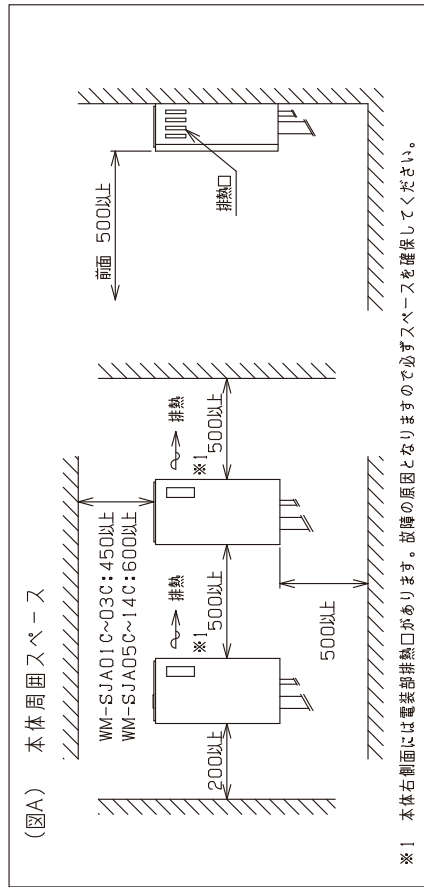 (図A) 本体周囲スペース
WM-SJA01C~03C:450以上
WM-SJA05C~14C:600以上
排熱
排熱
※1
500以上
※1
500以上
200以上
500以上
前面 500以上
排熱口
※1 本体右側面には電装部排熱口があります。故障の原因となりますので必ずスペースを確保してください。